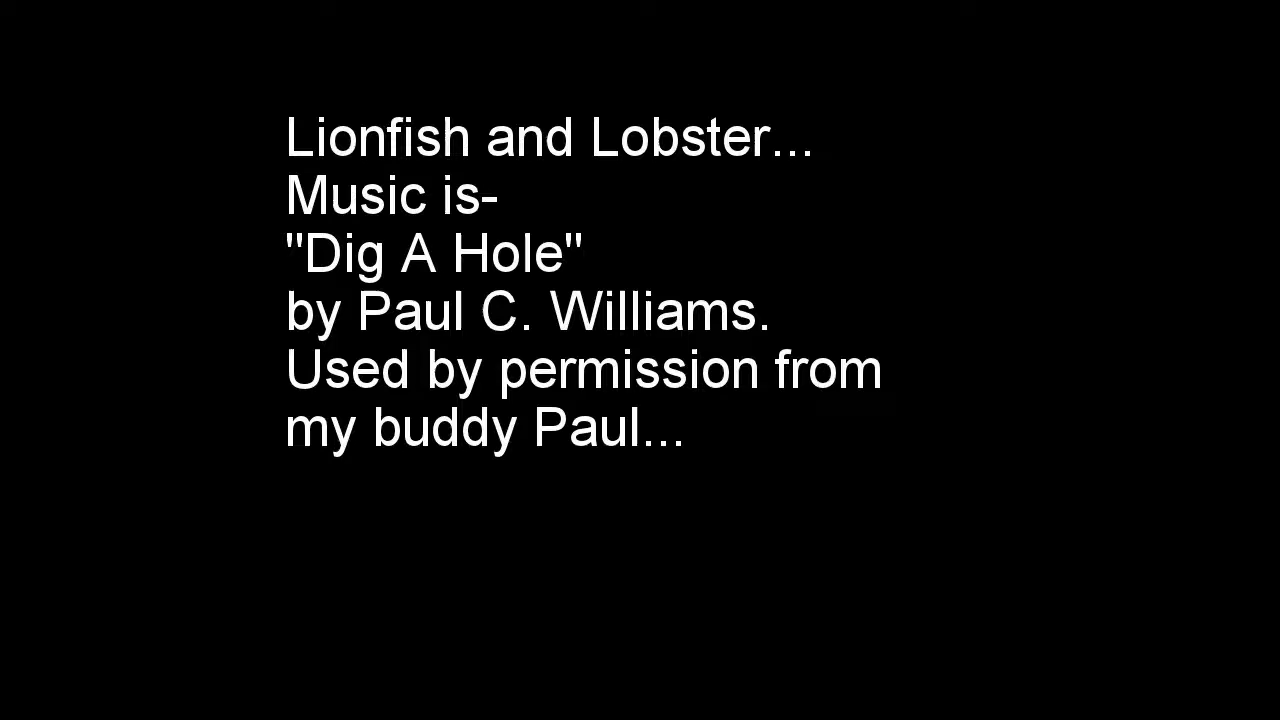 Lionfish and Lobster...
Music is-
"Dig A Hole"
by Paul C. Williams.
Used by permission from
my buddy Paul...